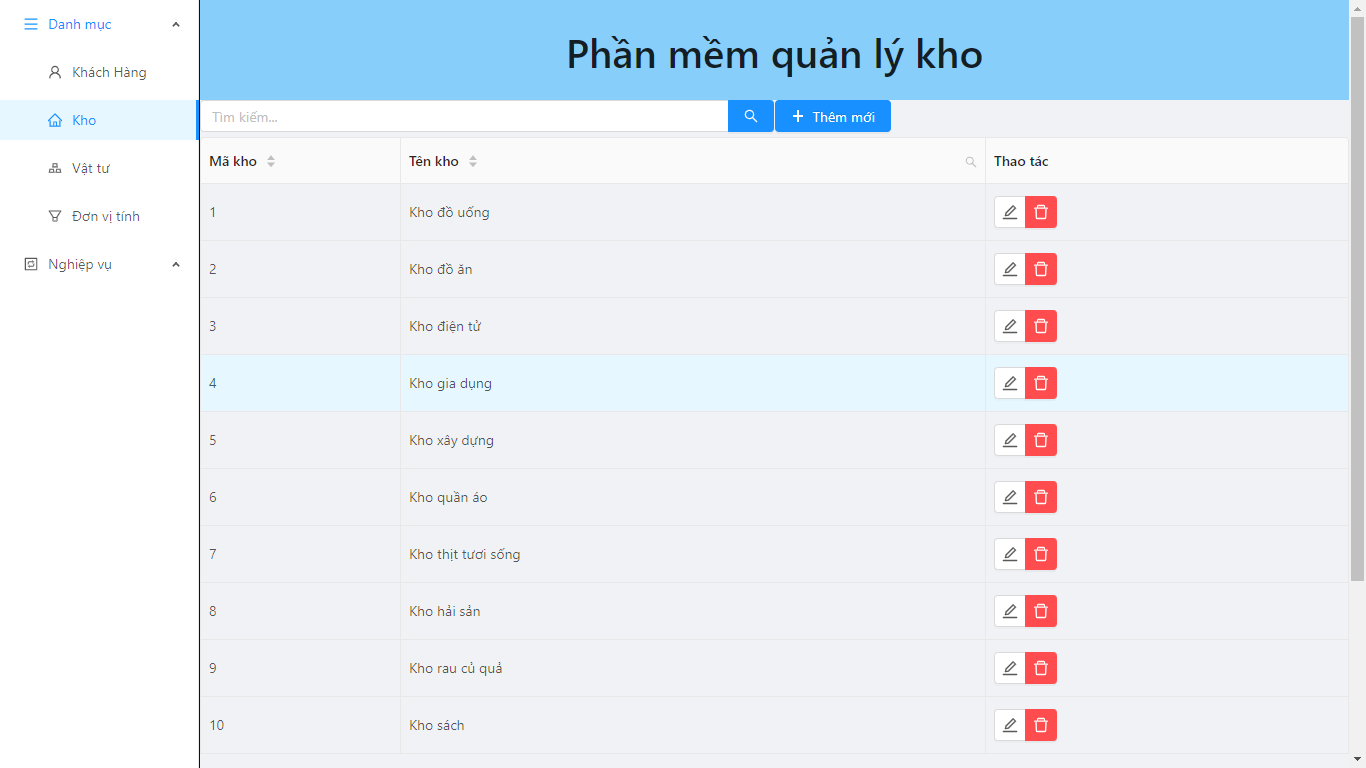 Danh mục
Khách Hàng
Kho
Vật tư
Đơn vị tính
Nghiệp vụ
Phần mềm quản lý kho
Tìm kiếm...
Thêm mới
Mã kho Tên kho Thao tác
1 Kho đồ uống
2 Kho đồ ăn
3 Kho điện tử
4 Kho gia dụng
5 Kho xây dựng
6 Kho quần áo
7 Kho thịt tươi sống
8 Kho hải sản
9 Kho rau củ quả
10 Kho sách